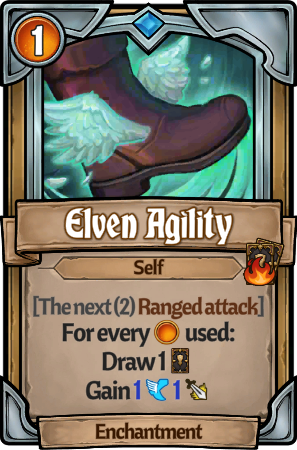 1
Elven Agility
Self
[The next (2) Ranged attack]
For every used:
Draw 1
Gain 1 1
Enchantment